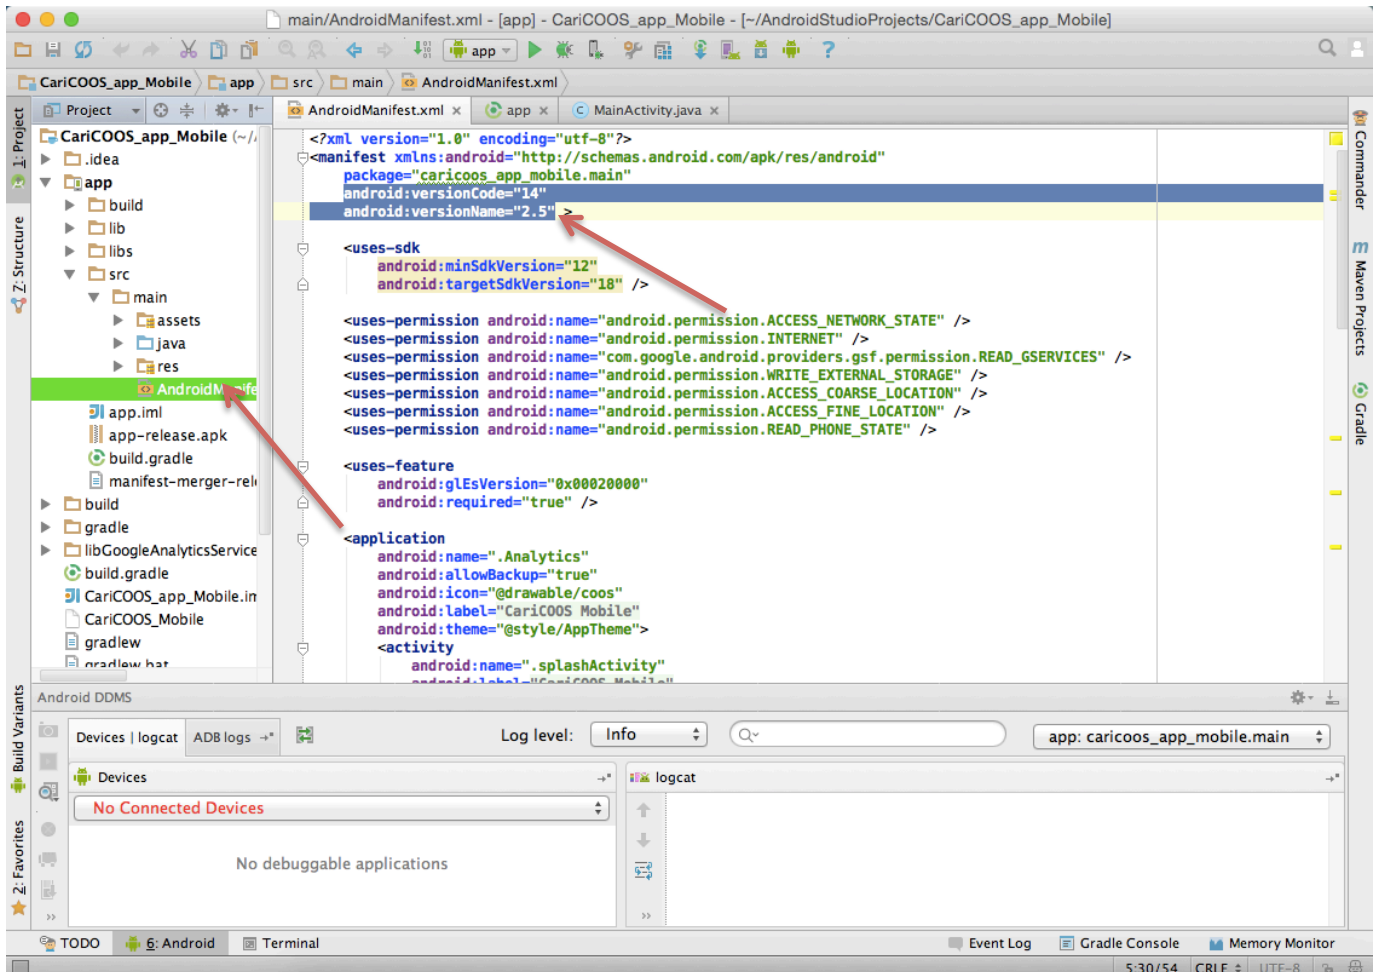 main/AndroidManifest.xml - [app] - CariCOOS_app_Mobile - [~/AndroidStudioProjects/CariCOOS_app_Mobile]
app
?
CariCOOS_app_Mobile app src main AndroidManifest.xml
Project AndroidManifest.xml × app × MainActivity.java ×
1: Project
Z: Structure
Build Variants
2: Favorites
CariCOOS_app_Mobile (~/
.idea
app
build
lib
libs
src
main
assets
java
res
app.iml
app-release.apk
build.gradle
manifest-merger-rel
build
gradle
libGoogleAnalyticsService
build.gradle
CariCOOS_app_Mobile.im
CariCOOS_Mobile
gradlew
gradlew.bat
<?xml version="1.0" encoding="utf-8"?>
<manifest xmlns:android="http://schemas.android.com/apk/res/android"
package="caricoos_app_mobile.main"
android:versionCode="14"
android:versionName="2.5" >
<uses-sdk
android:minSdkVersion="12"
android:targetSdkVersion="18" />
<uses-permission android:name="android.permission.ACCESS_NETWORK_STATE" />
<uses-permission android:name="android.permission.INTERNET" />
<uses-permission android:name="com.google.android.providers.gsf.permission.READ_GSERVICES" />
<uses-permission android:name="android.permission.WRITE_EXTERNAL_STORAGE" />
<uses-permission android:name="android.permission.ACCESS_COARSE_LOCATION" />
<uses-permission android:name="android.permission.ACCESS_FINE_LOCATION" />
<uses-permission android:name="android.permission.READ_PHONE_STATE" />
<uses-feature
android:glEsVersion="0x00020000"
android:required="true" />
<application
android:name=".Analytics"
android:allowBackup="true"
android:icon="@drawable/coos"
android:label="CariCOOS Mobile"
android:theme="@style/AppTheme">
<activity
android:name=".splashActivity"
android:label="CariCOOS Mobile"
Commander
m Maven Projects
Gradle
Android DDMS
Devices | logcat ADB logs Log level: Info app: caricoos_app_mobile.main
Devices logcat
No Connected Devices
No debuggable applications
TODO 6: Android Terminal Event Log Gradle Console Memory Monitor
5:30/54 CRLF UTF-8